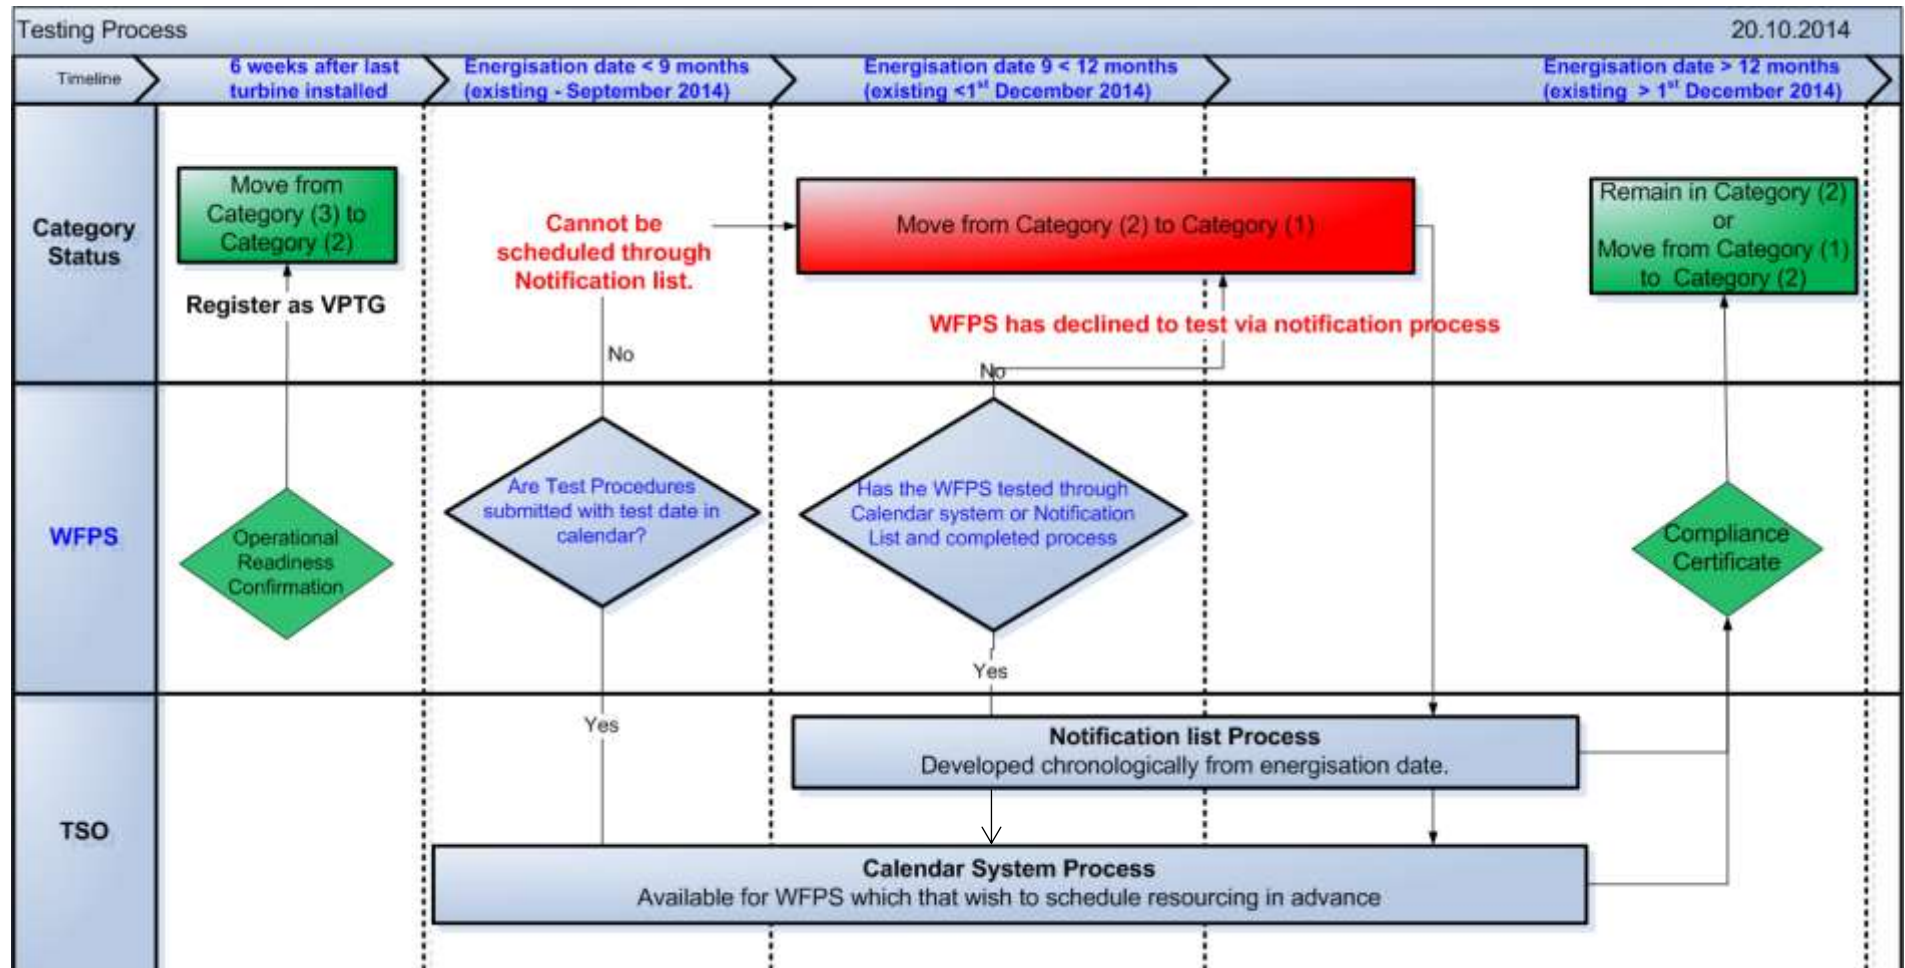 Testing Process
20.10.2014
Timeline
6 weeks after last
turbine installed
Energisation date < 9 months
(existing - September 2014)
Energisation date 9 < 12 months
(existing <1st December 2014)
Energisation date > 12 months
(existing > 1st December 2014)
Category
Status
Move from
Category (3) to
Category (2)
Register as VPTG
Cannot be
scheduled through
Notification list.
No
Move from Category (2) to Category (1)
WFPS has declined to test via notification process
No
Remain in Category (2)
or
Move from Category (1)
to Category (2)
WFPS
Operational
Readiness
Confirmation
Are Test Procedures
submitted with test date in
calendar?
Has the WFPS tested through
Calendar system or Notification
List and completed process
Yes
Compliance
Certificate
TSO
Yes
Notification list Process
Developed chronologically from energisation date.
Calendar System Process
Available for WFPS which that wish to schedule resourcing in advance